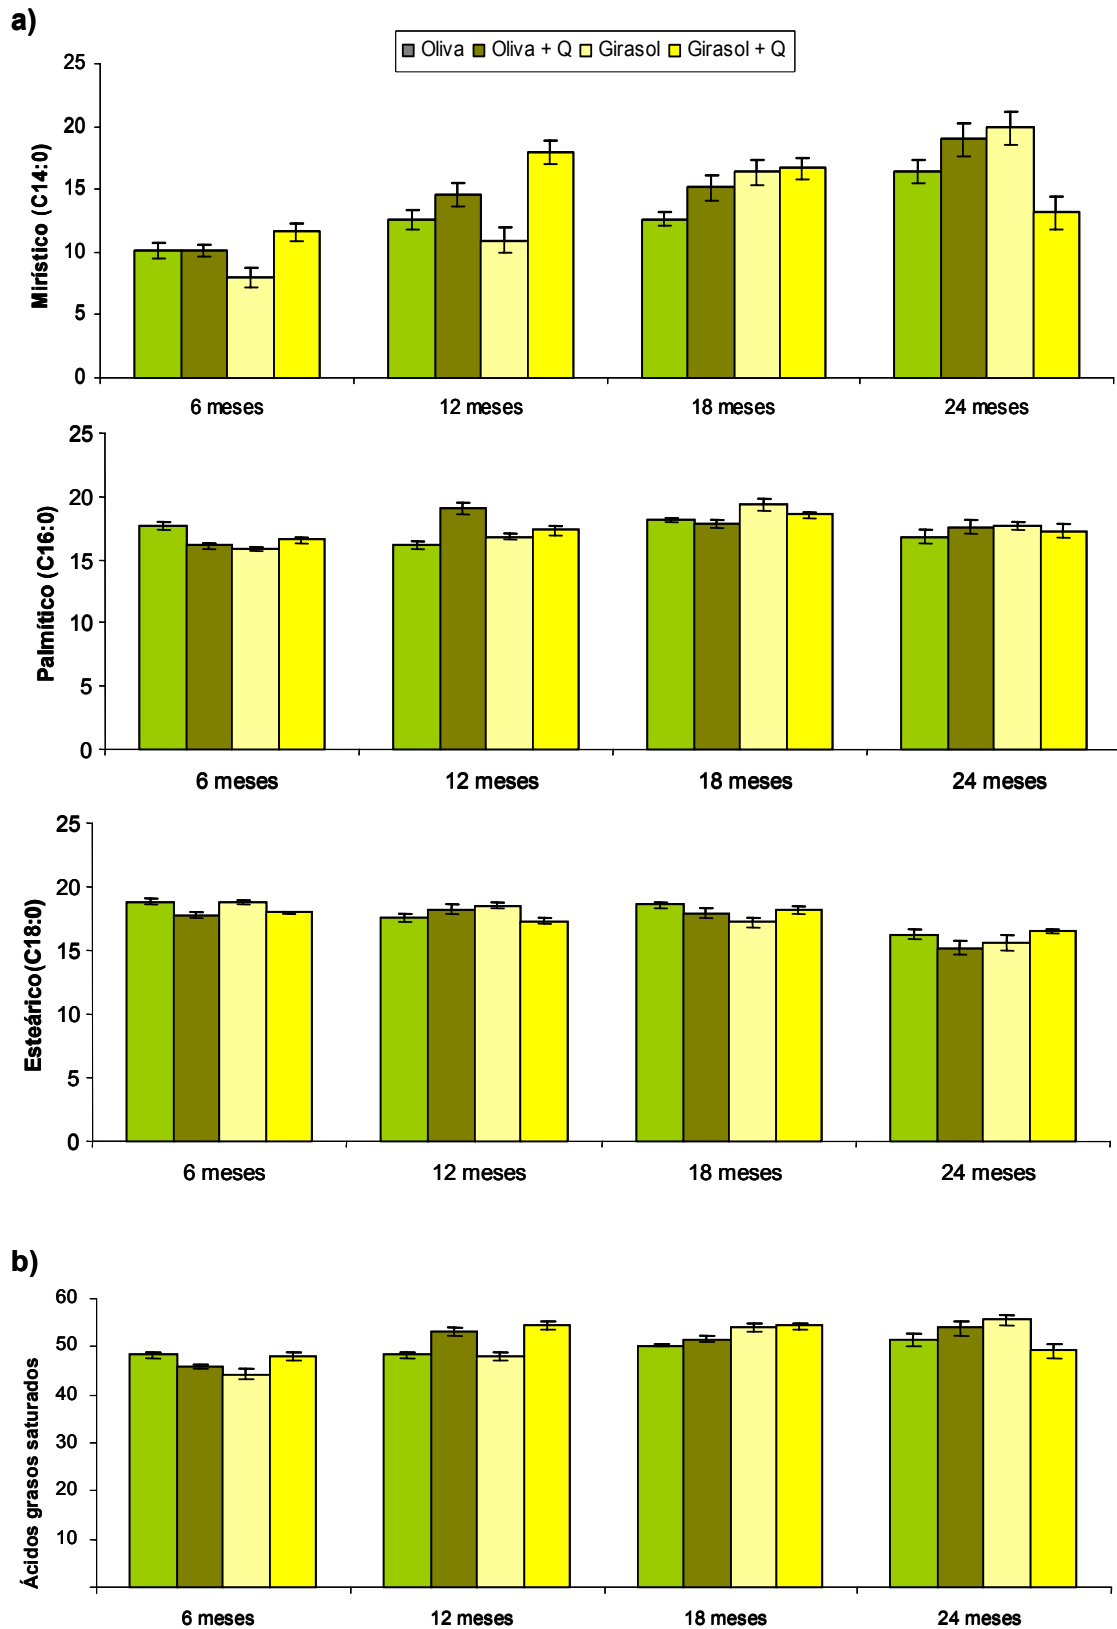 a)
Oliva Oliva + Q Girasol Girasol + Q
Mirístico (C14:0)
25
20
15
10
5
0
6 meses 12 meses 18 meses 24 meses
Palmítico (C16:0)
25
20
15
10
5
0
6 meses 12 meses 18 meses 24 meses
Esteárico(C18:0)
25
20
15
10
5
0
6 meses 12 meses 18 meses 24 meses
b)
Ácidos grasos saturados
60
50
40
30
20
10
6 meses 12 meses 18 meses 24 meses